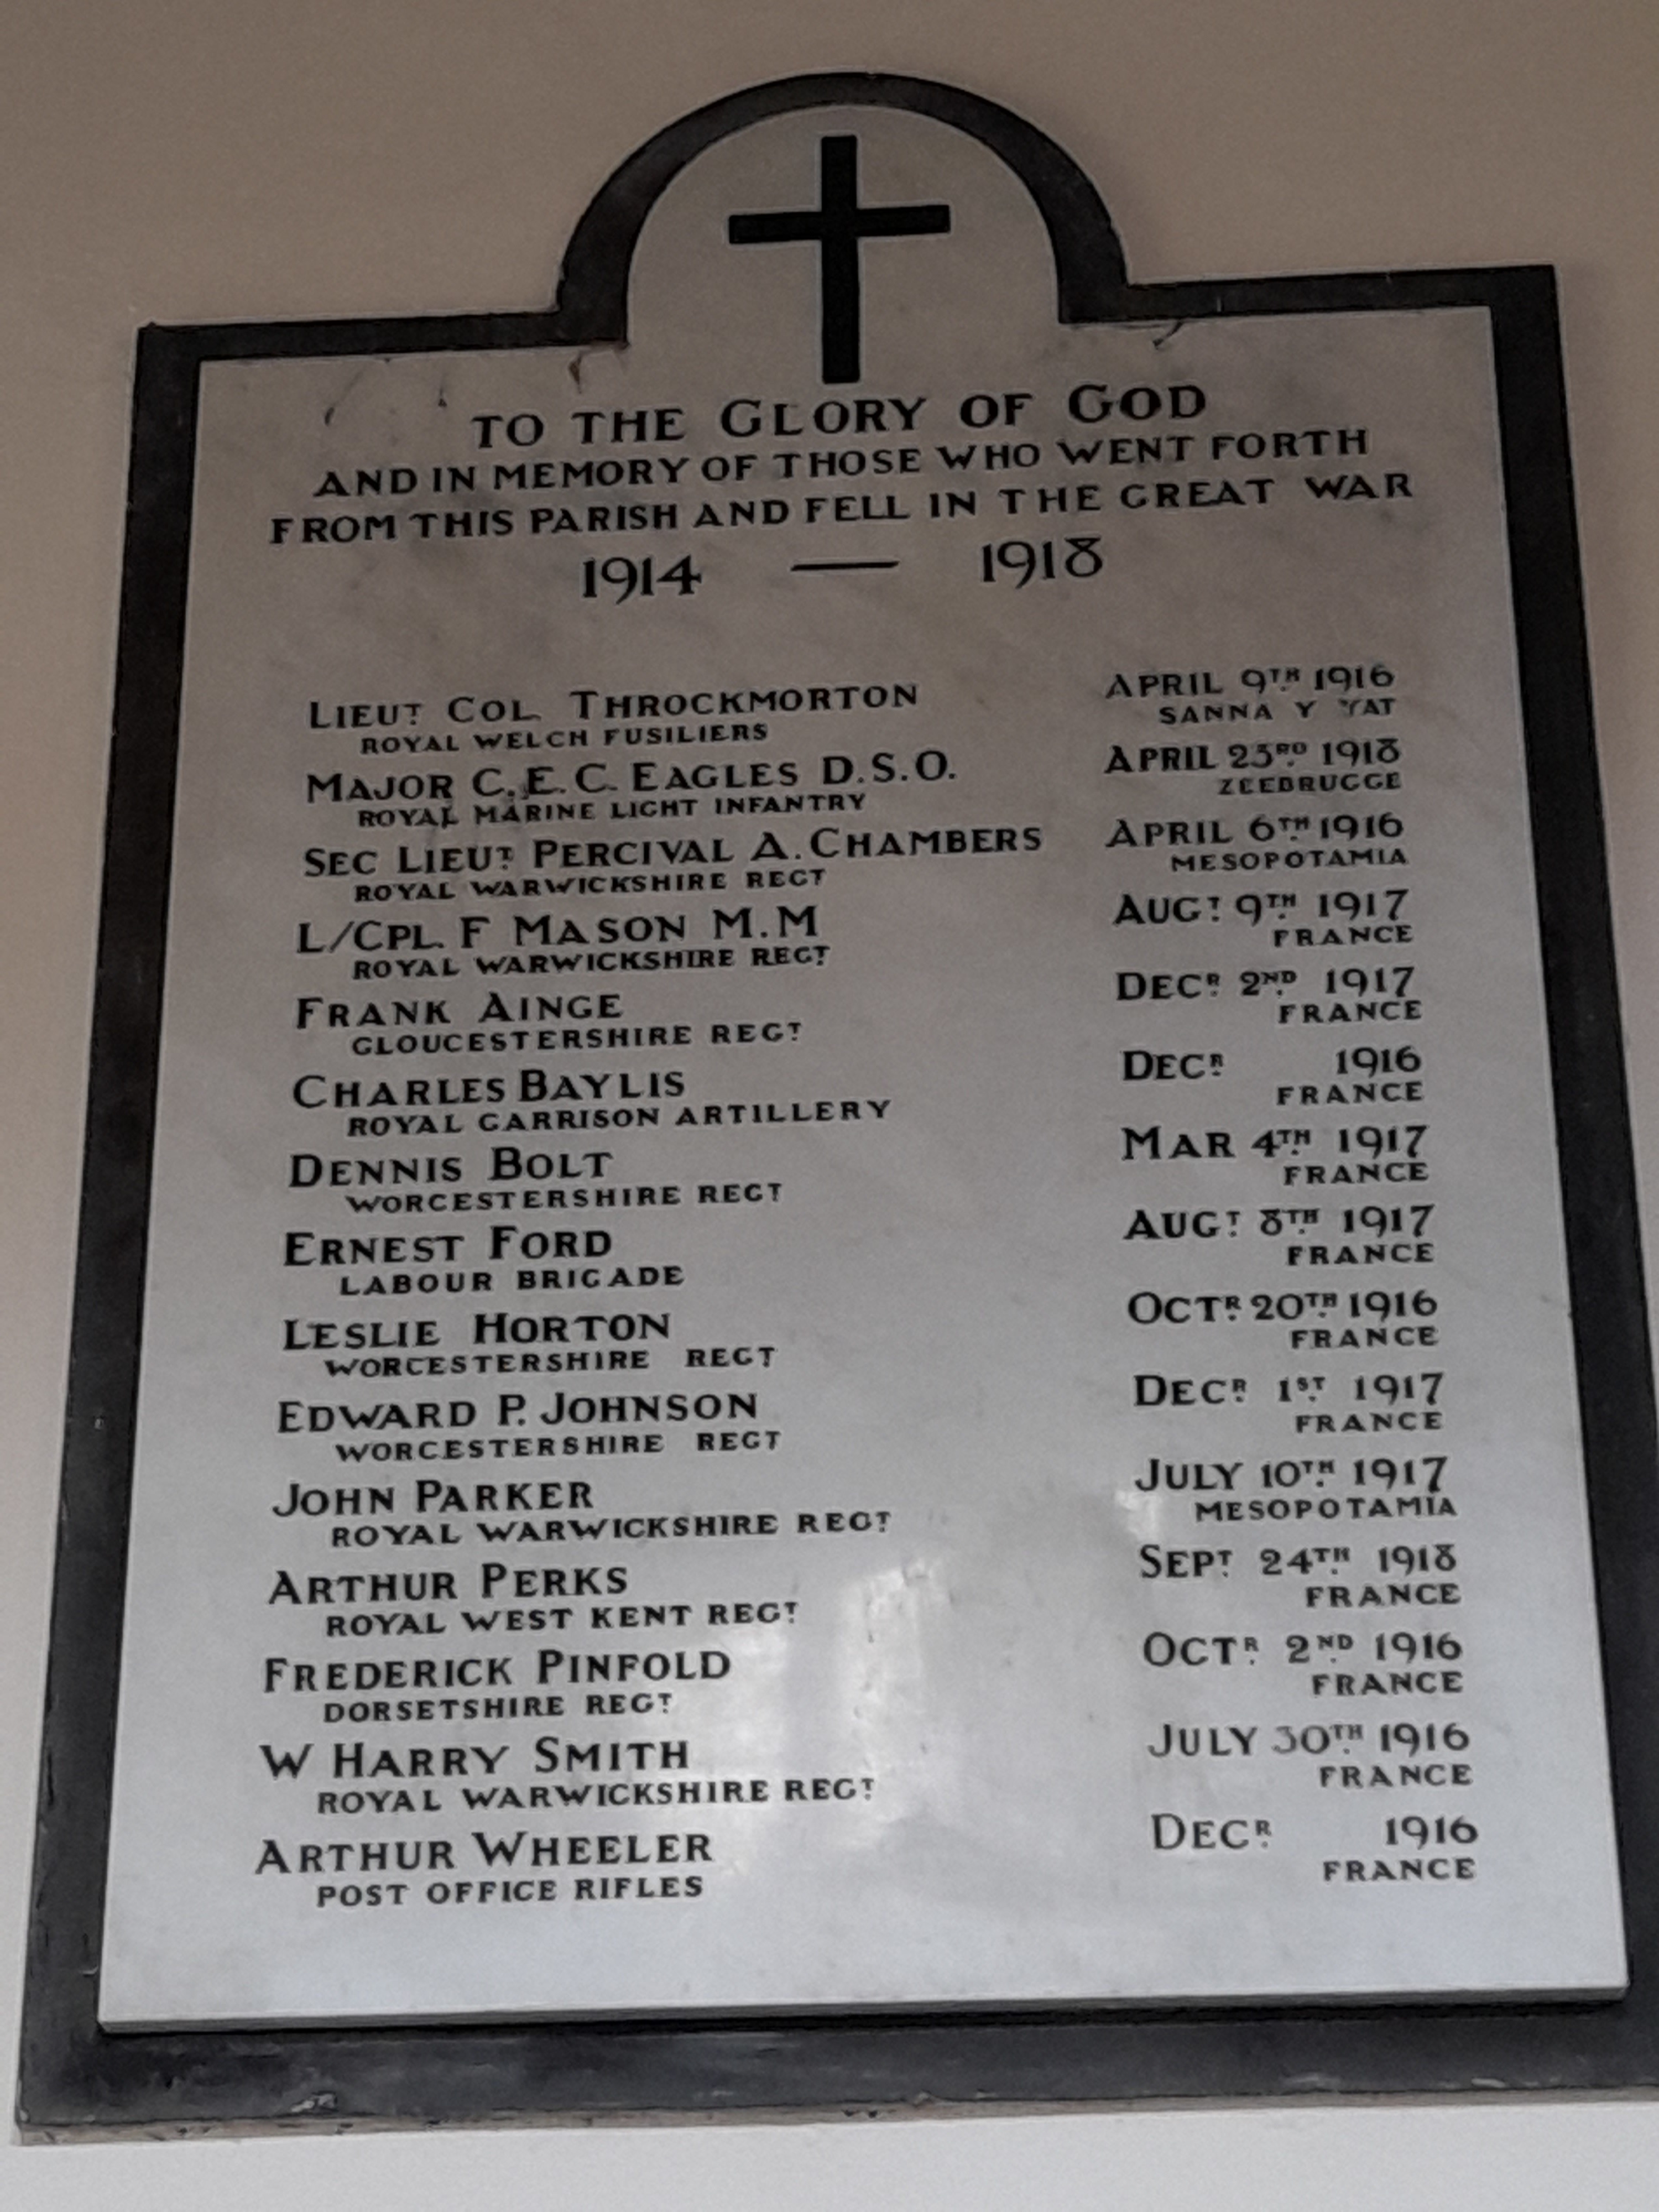 TO THE GLORY OF GOD
AND IN MEMORY OF THOSE WHO WENT FORTH
FROM THIS PARISH AND FELL IN THE GREAT WAR
1914 — 1918
LIEUT. COL. THROCKMORTON APRIL 9TH 1916
ROYAL WELCH FUSILIERS SANNA Y YAT
MAJOR C.E.C. EAGLES D.S.O. APRIL 23RD 1918
ROYAL MARINE LIGHT INFANTRY ZEEBRUGGE
SEC LIEUT. PERCIVAL A. CHAMBERS APRIL 6TH 1916
ROYAL WARWICKSHIRE REGT MESOPOTAMIA
L/CPL. F MASON M.M AUGT. 9TH 1917
ROYAL WARWICKSHIRE REGT. FRANCE
FRANK AINGE DECR. 2ND 1917
GLOUCESTERSHIRE REGT. FRANCE
CHARLES BAYLIS DECR. 1916
ROYAL GARRISON ARTILLERY FRANCE
DENNIS BOLT MAR 4TH 1917
WORCESTERSHIRE REGT FRANCE
ERNEST FORD AUGT. 8TH 1917
LABOUR BRIGADE FRANCE
LESLIE HORTON OCTR. 20TH 1916
WORCESTERSHIRE REGT FRANCE
EDWARD P. JOHNSON DECR. 1ST 1917
WORCESTERSHIRE REGT FRANCE
JOHN PARKER JULY 10TH 1917
ROYAL WARWICKSHIRE REGT. MESOPOTAMIA
ARTHUR PERKS SEPT. 24TH 1918
ROYAL WEST KENT REGT. FRANCE
FREDERICK PINFOLD OCTR. 2ND 1916
DORSETSHIRE REGT. FRANCE
W HARRY SMITH JULY 30TH 1916
ROYAL WARWICKSHIRE REGT. FRANCE
ARTHUR WHEELER DECR. 1916
POST OFFICE RIFLES FRANCE